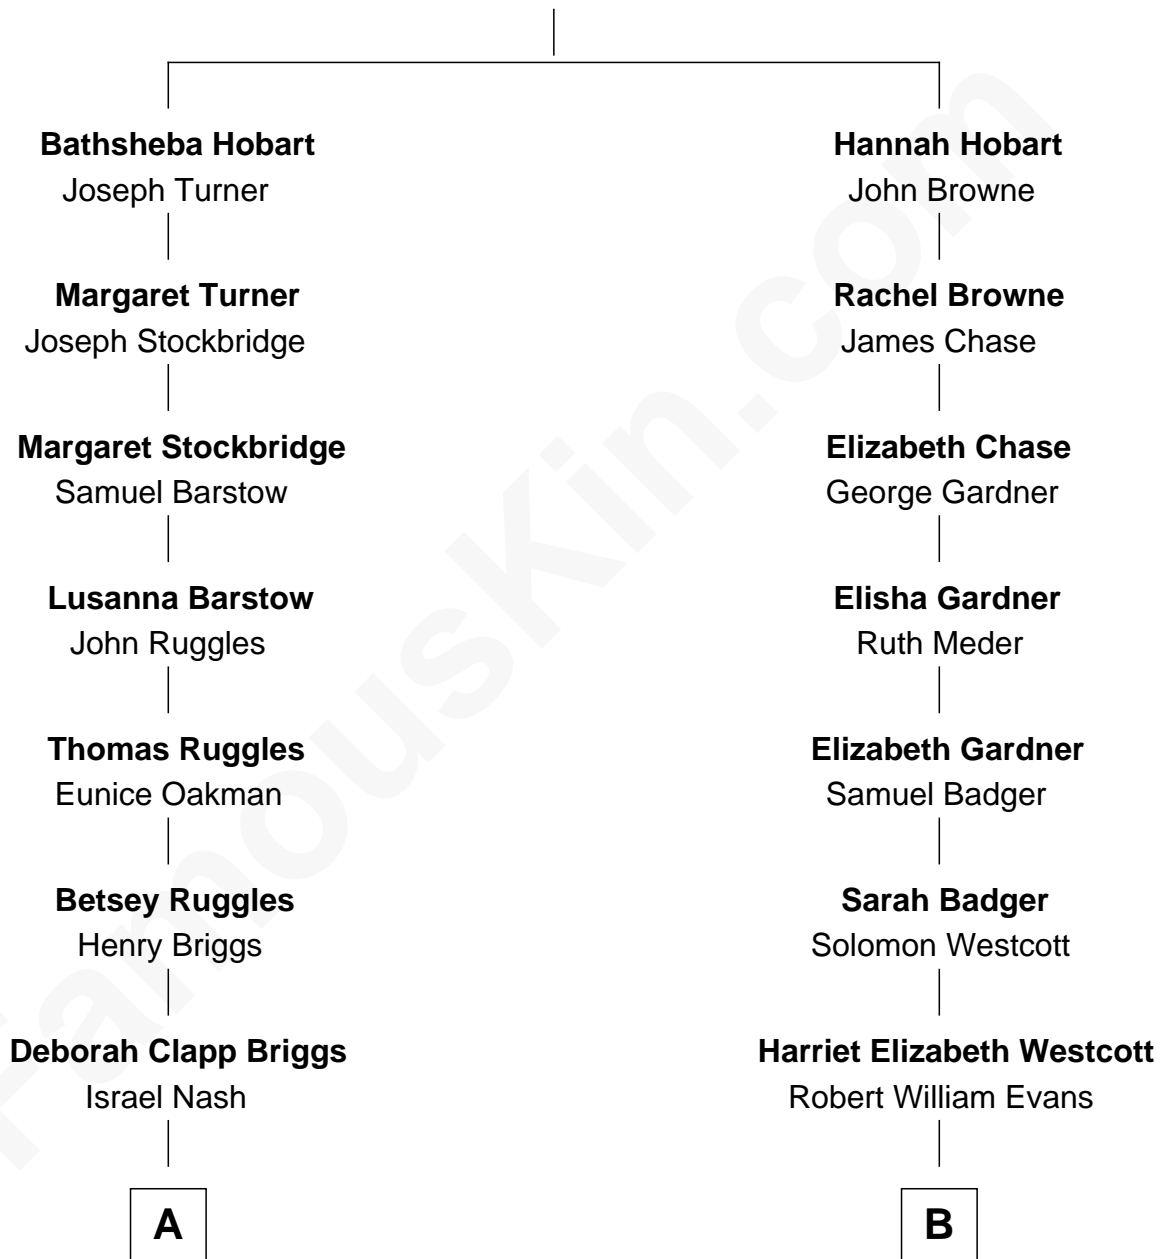 Bathsheba Hobart
Joseph Turner
Margaret Turner
Joseph Stockbridge
Margaret Stockbridge
Samuel Barstow
Lusanna Barstow
John Ruggles
Thomas Ruggles
Eunice Oakman
Betsey Ruggles
Henry Briggs
Deborah Clapp Briggs
Israel Nash
A
Hannah Hobart
John Browne
Rachel Browne
James Chase
Elizabeth Chase
George Gardner
Elisha Gardner
Ruth Meder
Elizabeth Gardner
Samuel Badger
Sarah Badger
Solomon Westcott
Harriet Elizabeth Westcott
Robert William Evans
B
FamousKin.com